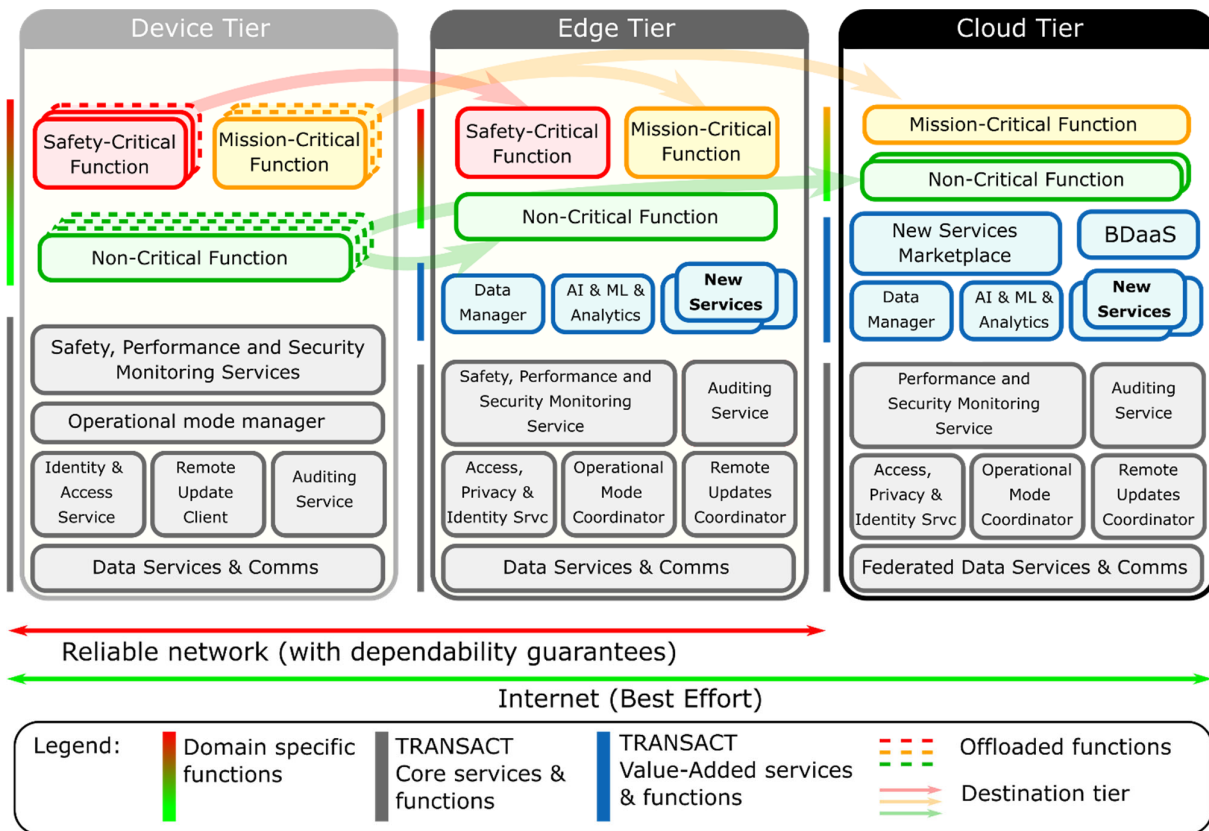 Device Tier
Edge Tier
Cloud Tier
Safety-Critical
Function
Mission-Critical
Function
Non-Critical Function
Safety, Performance and Security
Monitoring Services
Operational mode manager
Identity &
Access
Service
Remote
Update
Client
Auditing
Service
Data Services & Comms
Safety-Critical
Function
Mission-Critical
Function
Non-Critical Function
Data
Manager
AI & ML &
Analytics
New
Services
Safety, Performance and
Security Monitoring
Service
Auditing
Service
Access,
Privacy &
Identity Srvc
Operational
Mode
Coordinator
Remote
Updates
Coordinator
Data Services & Comms
Mission-Critical Function
Non-Critical Function
New Services
Marketplace
BDaaS
Data
Manager
AI & ML &
Analytics
New
Services
Performance and
Security Monitoring
Service
Auditing
Service
Access,
Privacy &
Identity Srvc
Operational
Mode
Coordinator
Remote
Updates
Coordinator
Federated Data Services & Comms
Reliable network (with dependability guarantees)
Internet (Best Effort)
Legend:
Domain specific
functions
TRANSACT
Core services &
functions
TRANSACT
Value-Added services
& functions
Offloaded functions
Destination tier